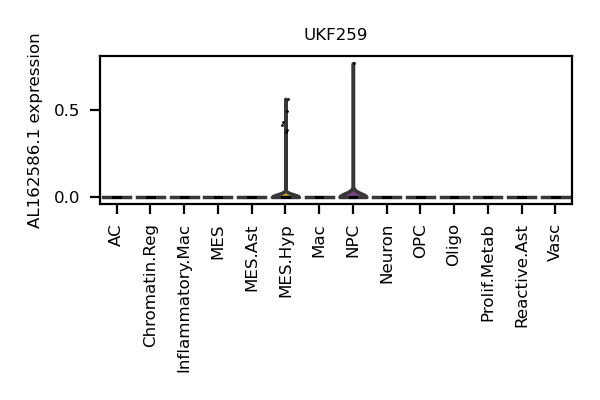 UKF259
AL162586.1 expression
0.5
0.0
AC
Chromatin.Reg
Inflammatory.Mac
MES
MES.Ast
MES.Hyp
Mac
NPC
Neuron
OPC
Oligo
Prolif.Metab
Reactive.Ast
Vasc